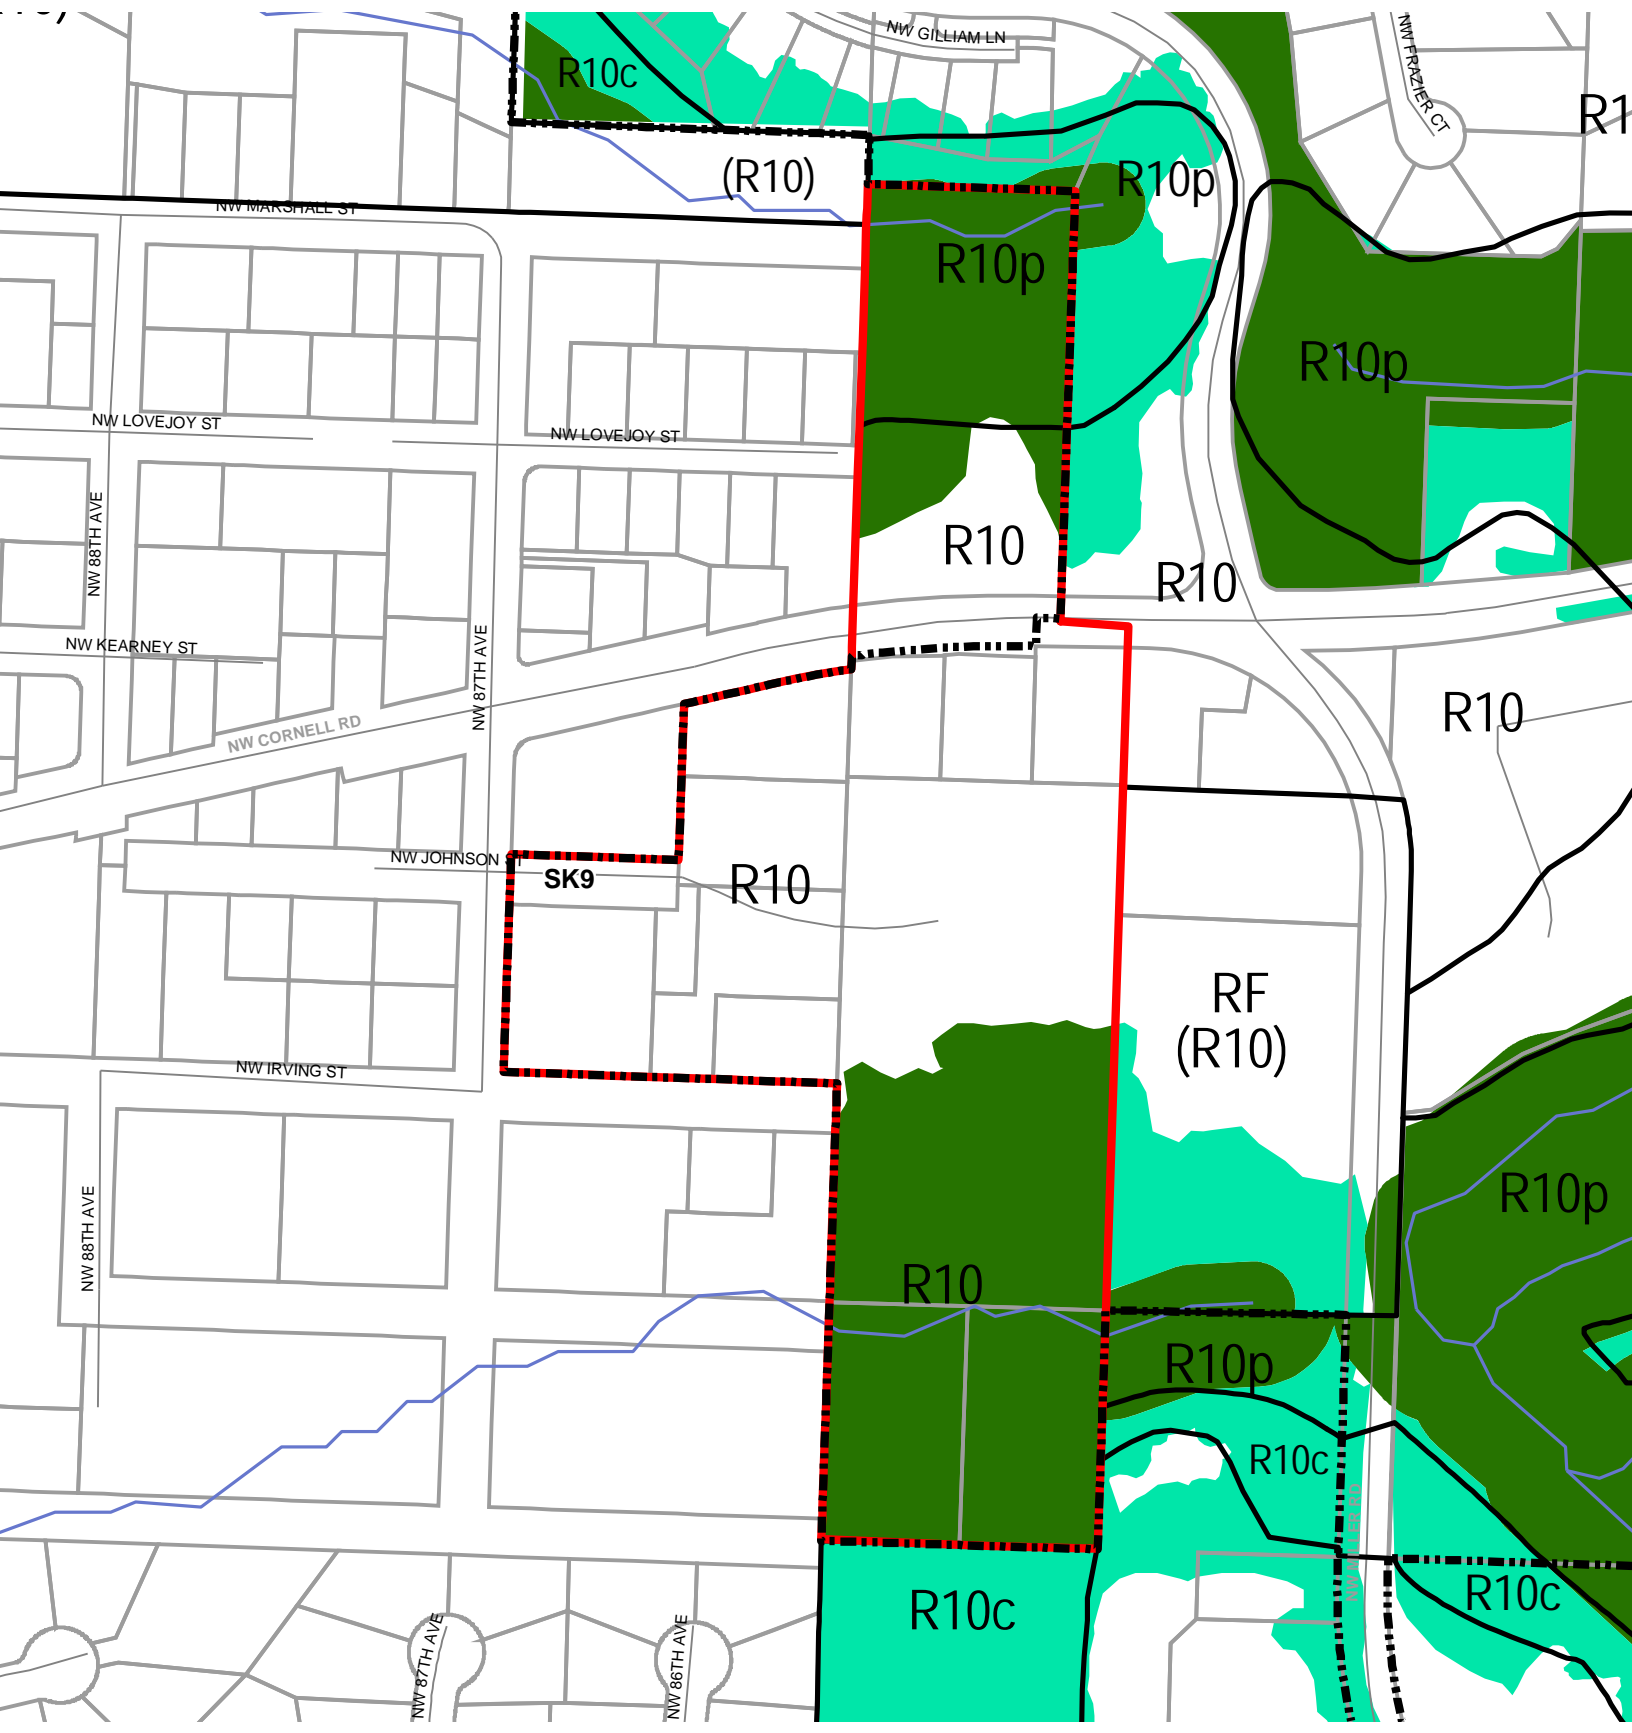 NW GILLIAM LN
NW FRAZIER CT
R10c
R1
(R10)
R10p
NW MARSHALL ST
R10p
R10p
NW LOVEJOY ST
NW LOVEJOY ST
NW 88TH AVE
R10
R10
NW KEARNEY ST
NW 87TH AVE
R10
NW CORNELL RD
NW JOHNSON ST
SK9
R10
RF
(R10)
NW IRVING ST
R10p
NW 88TH AVE
R10
R10p
R10c
NW MILLER RD
R10c
R10c
NW 87TH AVE
NW 86TH AVE